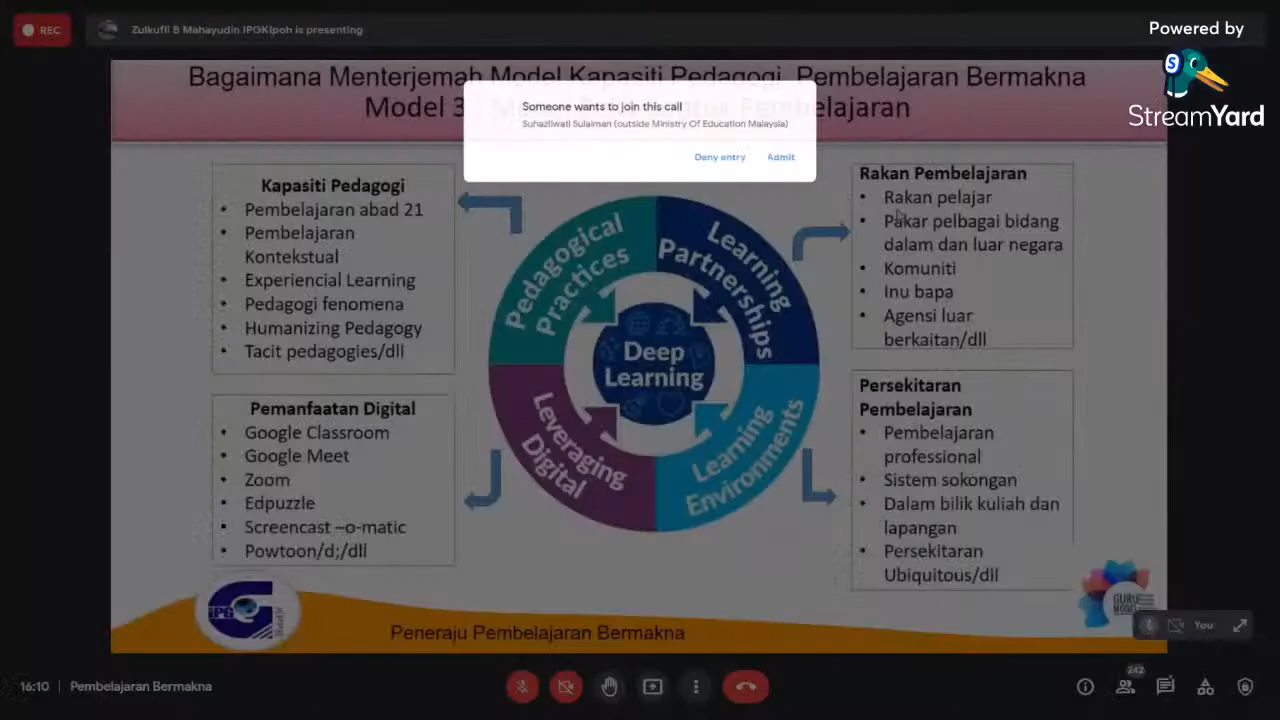 REC
Zulkufli B Mahayudin IPGKIpoh is presenting
Powered by
StreamYard
Bagaimana Menterjemah Model Kapasiti Pedagogi Pembelajaran Bermakna
Model 3
Pembelajaran
Someone wants to join this call
Suhazliwati Sulaiman (outside Ministry Of Education Malaysia)
Deny entry Admit
Kapasiti Pedagogi
• Pembelajaran abad 21
• Pembelajaran
Kontekstual
• Experiencial Learning
• Pedagogi fenomena
• Humanizing Pedagogy
• Tacit pedagogies/dll
Pemanfaatan Digital
• Google Classroom
• Google Meet
• Zoom
• Edpuzzle
• Screencast –o-matic
• Powtoon/d;/dll
Pedagogical
Practices
Learning
Partnerships
Deep
Learning
Leveraging
Digital
Learning
Environments
Rakan Pembelajaran
• Rakan pelajar
• Pakar pelbagai bidang
dalam dan luar negara
• Komuniti
• Inu bapa
• Agensi luar
berkaitan/dll
Persekitaran
Pembelajaran
• Pembelajaran
professional
• Sistem sokongan
• Dalam bilik kuliah dan
lapangan
• Persekitaran
Ubiquitous/dll
iPG
GURU
Peneraju Pembelajaran Bermakna
You
16:10 | Pembelajaran Bermakna
242